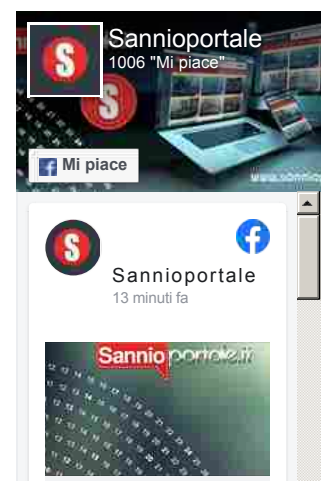 Sannioportale
1006 "Mi piace"
Mi piace
Sannioportale
13 minuti fa
Sannioportale.it